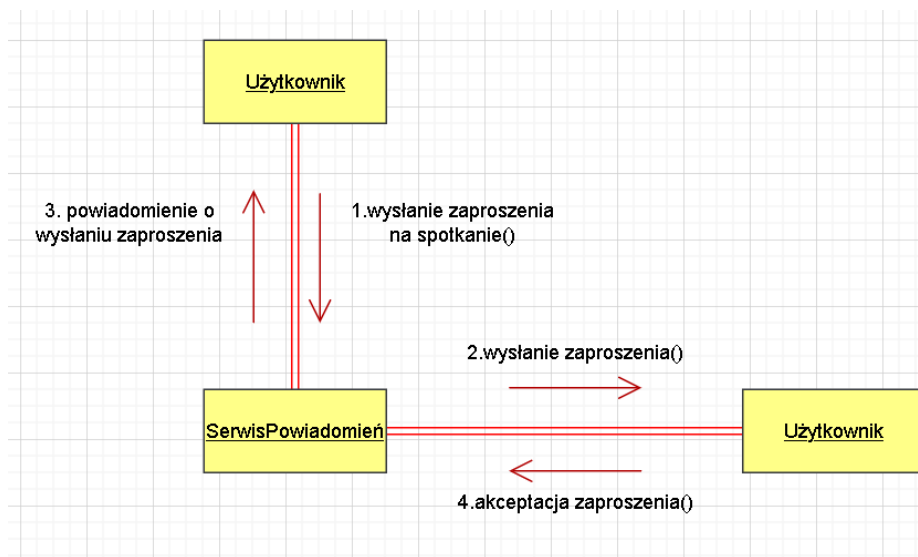 Użytkownik
3. powiadomienie o
wysłaniu zaproszenia
1.wysłanie zaproszenia
na spotkanie()
2.wysłanie zaproszenia()
SerwisPowiadomień
Użytkownik
4.akceptacja zaproszenia()